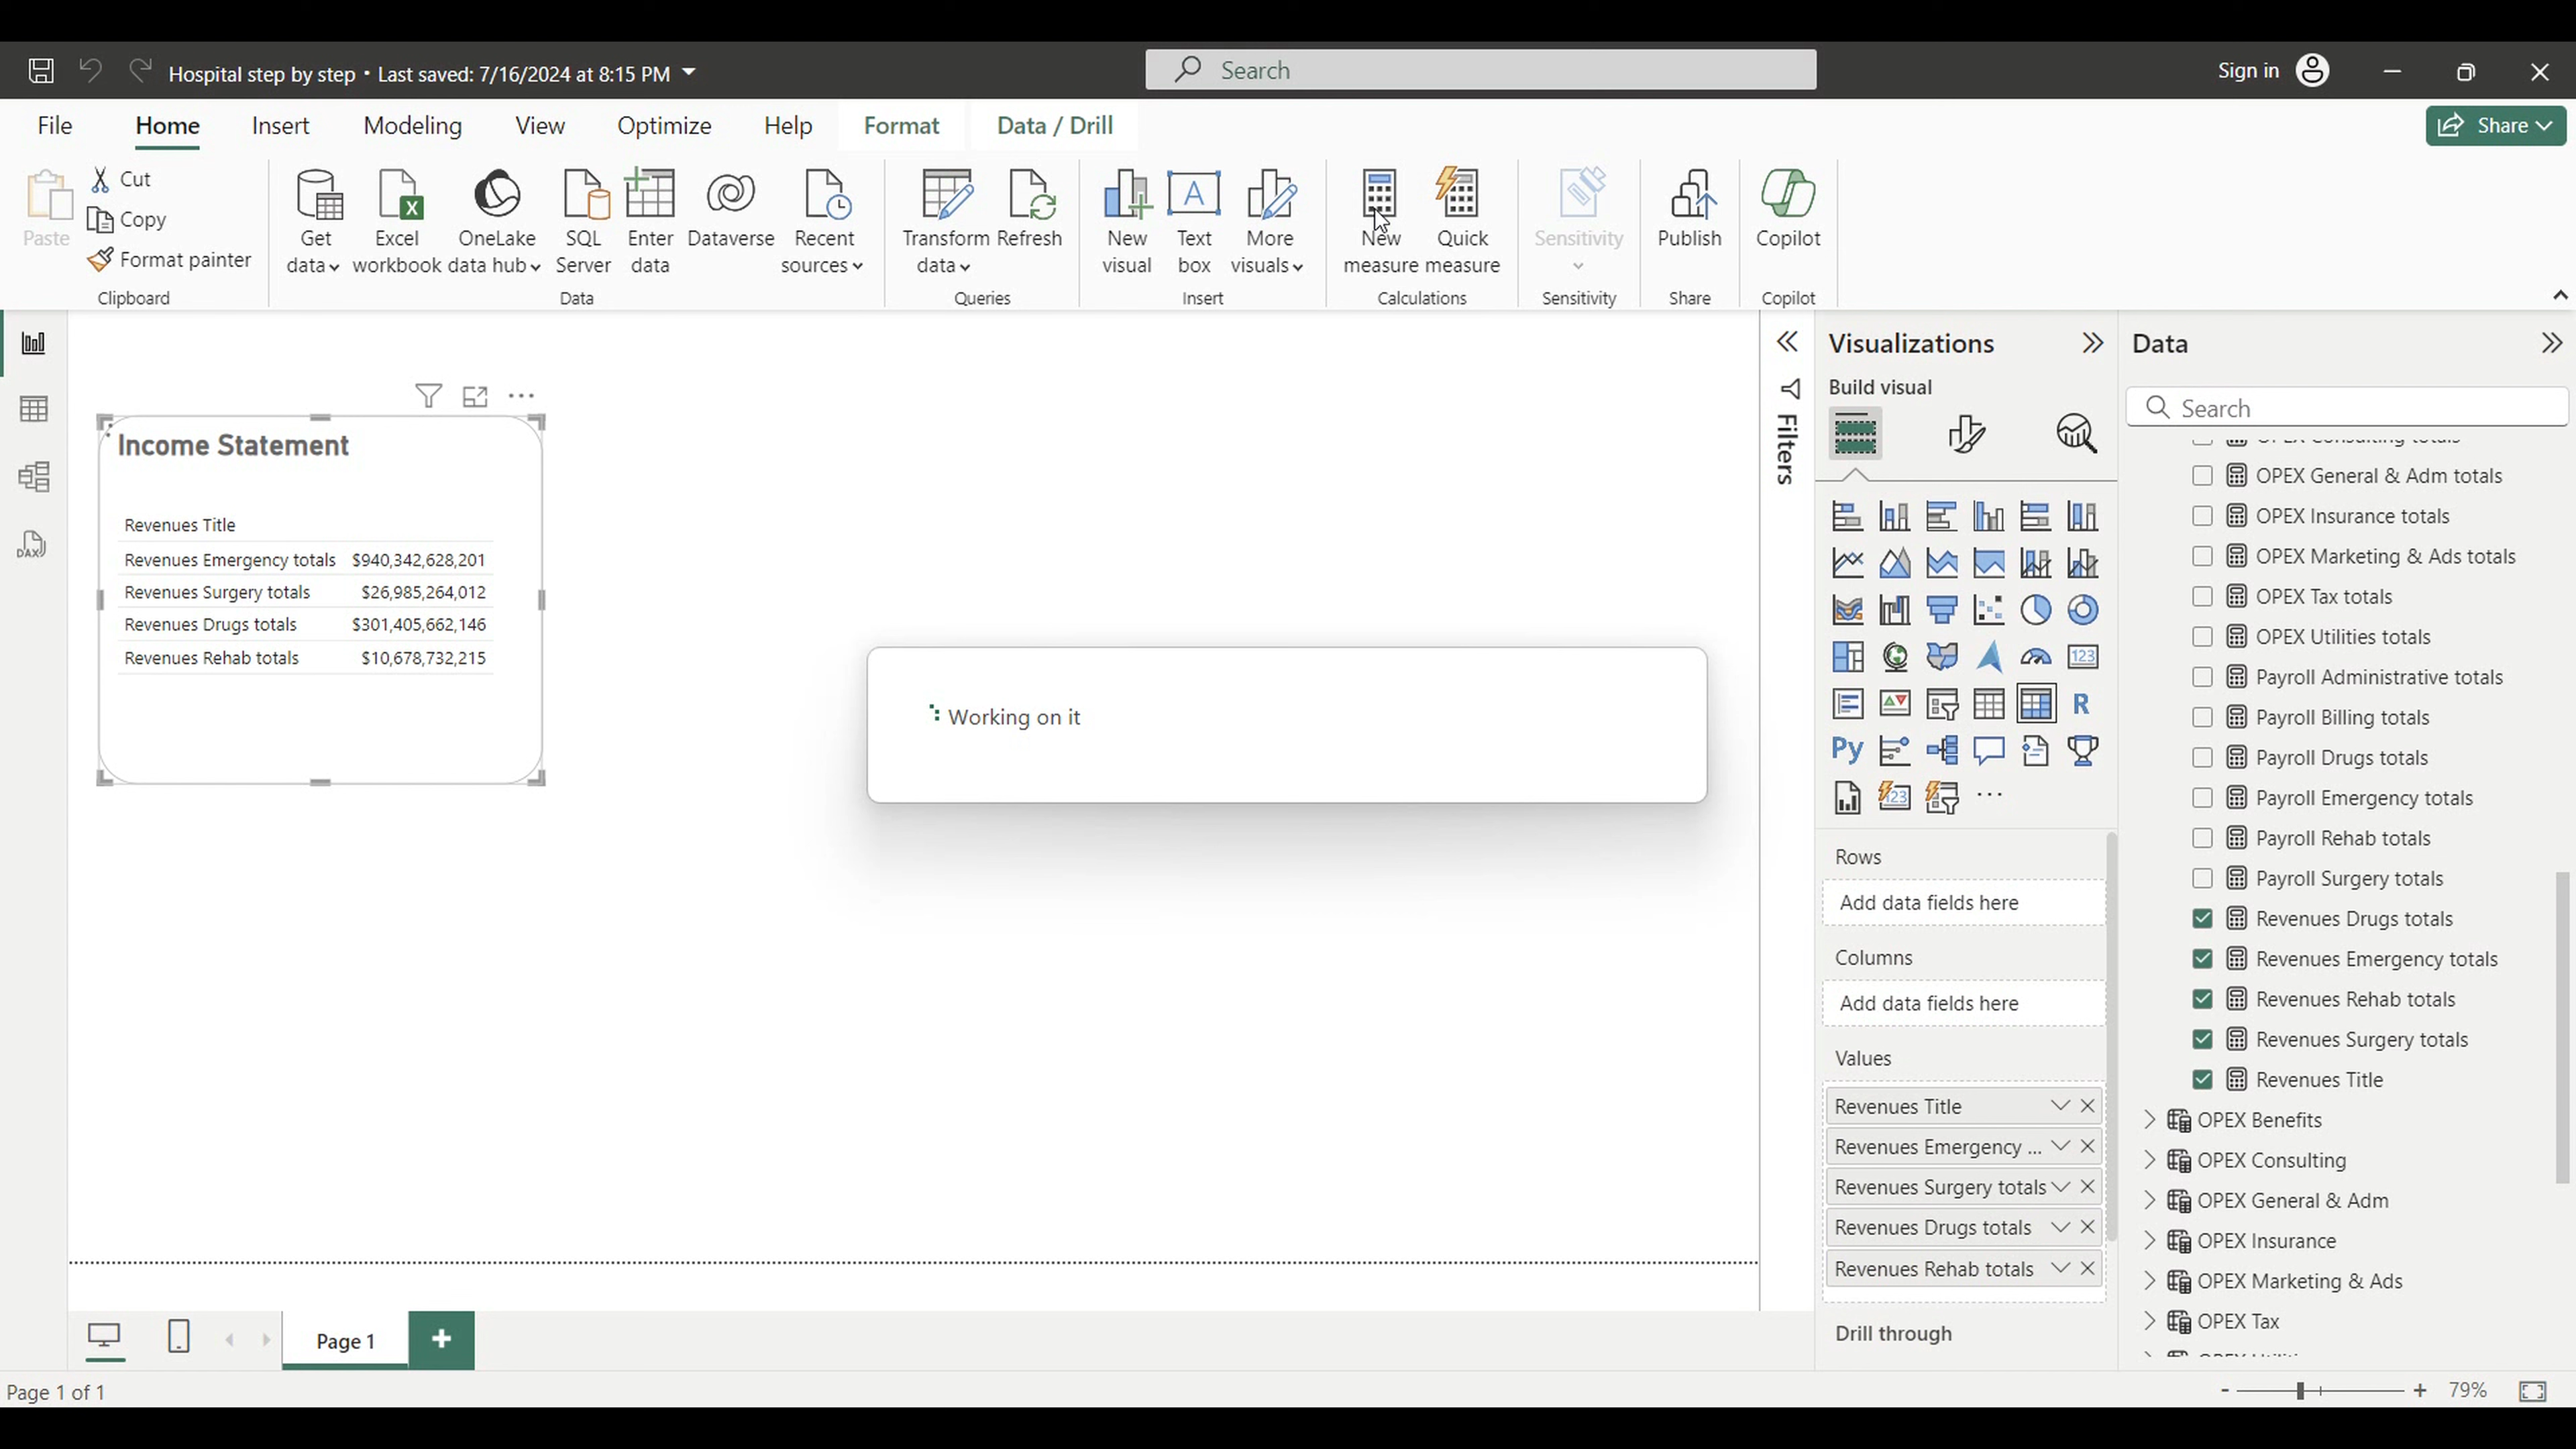 Hospital step by step • Last saved: 7/16/2024 at 8:15 PM
Search
Sign in
File
Home
Insert
Modeling
View
Optimize
Help
Format
Data / Drill
Share
Paste
Cut
Copy
Format painter
Clipboard
Get data
Excel workbook
OneLake data hub
SQL Server
Enter data
Dataverse
Recent sources
Data
Transform data
Refresh
Queries
New visual
Text box
More visuals
Insert
New measure
Quick measure
Calculations
Sensitivity
Sensitivity
Publish
Share
Copilot
Copilot
DAX
Income Statement
Revenues Title
Revenues Emergency totals $940,342,628,201
Revenues Surgery totals $26,985,264,012
Revenues Drugs totals $301,405,662,146
Revenues Rehab totals $10,678,732,215
Working on it
Filters
Visualizations
Build visual
123
R
Py
123
Rows
Add data fields here
Columns
Add data fields here
Values
Revenues Title
Revenues Emergency ...
Revenues Surgery totals
Revenues Drugs totals
Revenues Rehab totals
Drill through
Data
Search
OPEX Consulting totals
OPEX General & Adm totals
OPEX Insurance totals
OPEX Marketing & Ads totals
OPEX Tax totals
OPEX Utilities totals
Payroll Administrative totals
Payroll Billing totals
Payroll Drugs totals
Payroll Emergency totals
Payroll Rehab totals
Payroll Surgery totals
Revenues Drugs totals
Revenues Emergency totals
Revenues Rehab totals
Revenues Surgery totals
Revenues Title
OPEX Benefits
OPEX Consulting
OPEX General & Adm
OPEX Insurance
OPEX Marketing & Ads
OPEX Tax
Page 1
Page 1 of 1
- + 79%